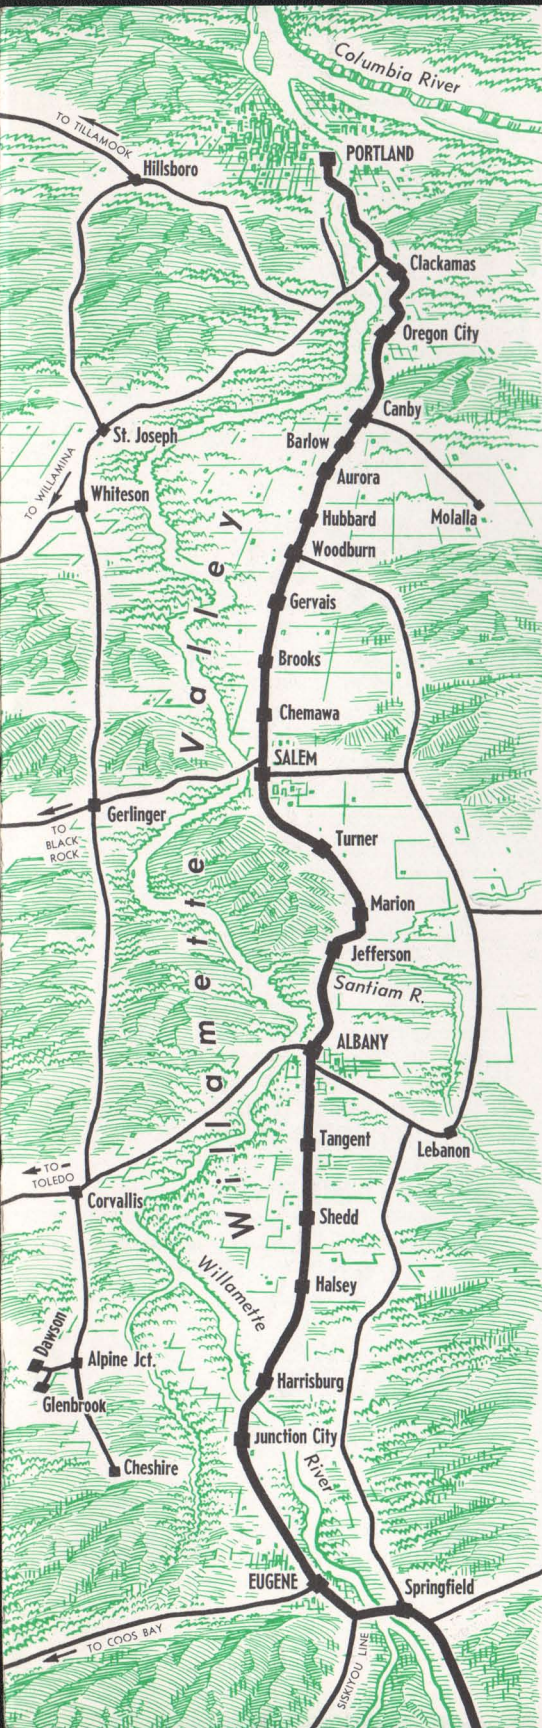 Columbia River
TO TILLAMOOK
PORTLAND
Hillsboro
Clackamas
Oregon City
Canby
St. Joseph
Barlow
Aurora
TO WILLAMINA
Whiteson
Hubbard
Molalla
Woodburn
Gervais
Brooks
Chemawa
SALEM
Willamette Valley
Gerlinger
TO
BLACK
ROCK
Turner
Marion
Jefferson
Santiam R.
ALBANY
Tangent
Lebanon
TO
TOLEDO
Corvallis
Shedd
Willamette
Halsey
Dawson
Alpine Jct.
Glenbrook
Harrisburg
Junction City
Cheshire
River
EUGENE
Springfield
TO COOS BAY
SISKIYOU LINE